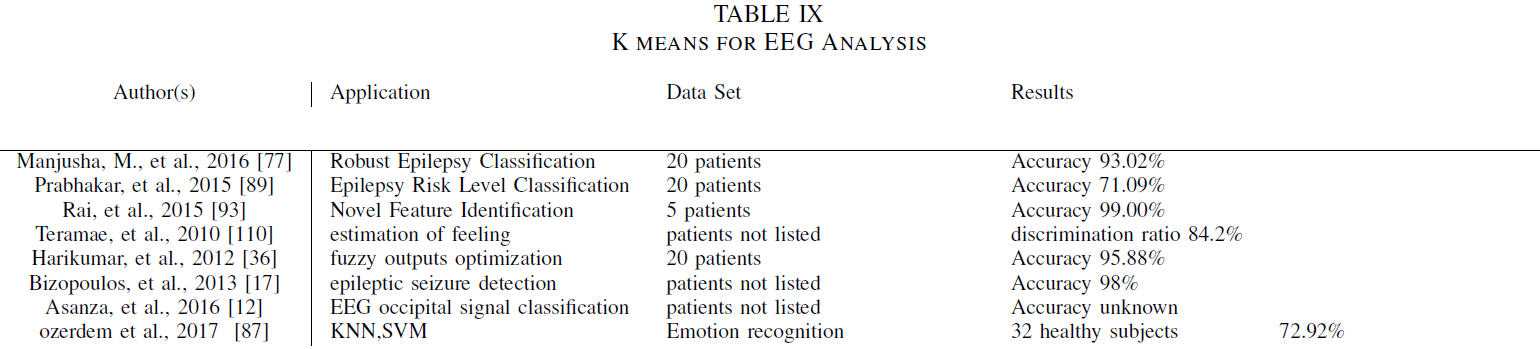 TABLE IX
K MEANS FOR EEG ANALYSIS
Author(s) Application Data Set Results
Manjusha, M., et al., 2016 [77] Robust Epilepsy Classification 20 patients Accuracy 93.02%
Prabhakar, et al., 2015 [89] Epilepsy Risk Level Classification 20 patients Accuracy 71.09%
Rai, et al., 2015 [93] Novel Feature Identification 5 patients Accuracy 99.00%
Teramae, et al., 2010 [110] estimation of feeling patients not listed discrimination ratio 84.2%
Harikumar, et al., 2012 [36] fuzzy outputs optimization 20 patients Accuracy 95.88%
Bizopoulos, et al., 2013 [17] epileptic seizure detection patients not listed Accuracy 98%
Asanza, et al., 2016 [12] EEG occipital signal classification patients not listed Accuracy unknown
ozerdem et al., 2017 [87] KNN,SVM Emotion recognition 32 healthy subjects 72.92%